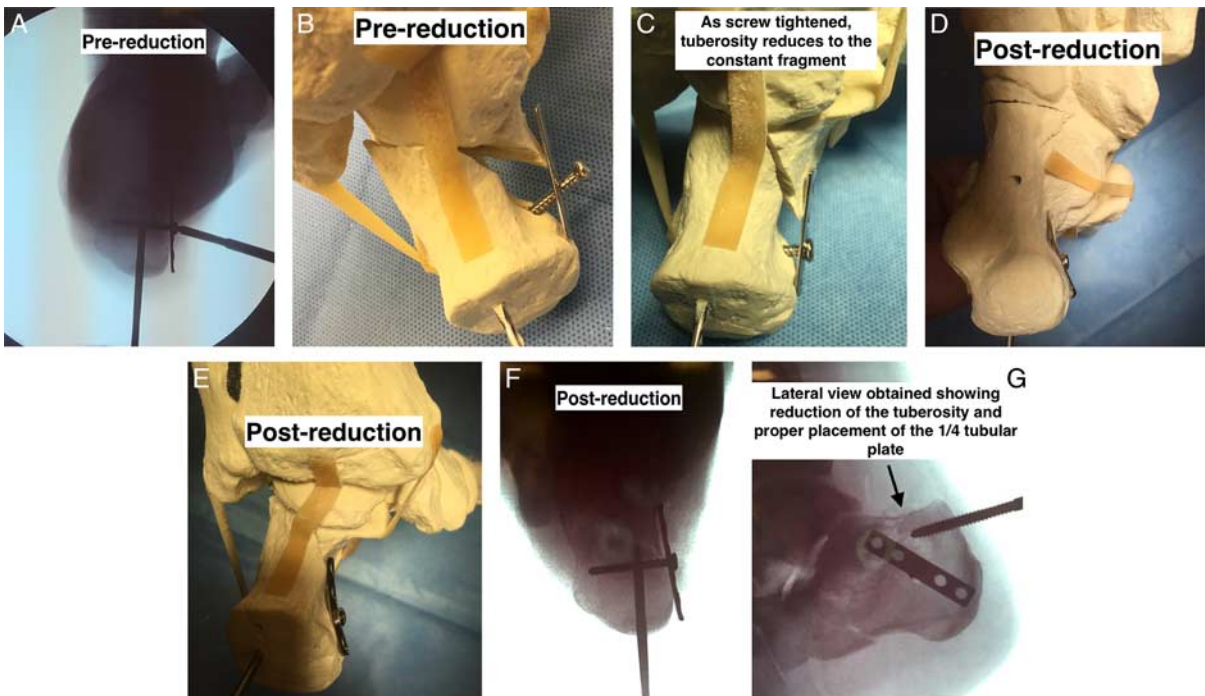 A
Pre-reduction
B
Pre-reduction
C
As screw tightened,
tuberosity reduces to the
constant fragment
D
Post-reduction
E
Post-reduction
F
Post-reduction
G
Lateral view obtained showing
reduction of the tuberosity and
proper placement of the 1/4 tubular
plate